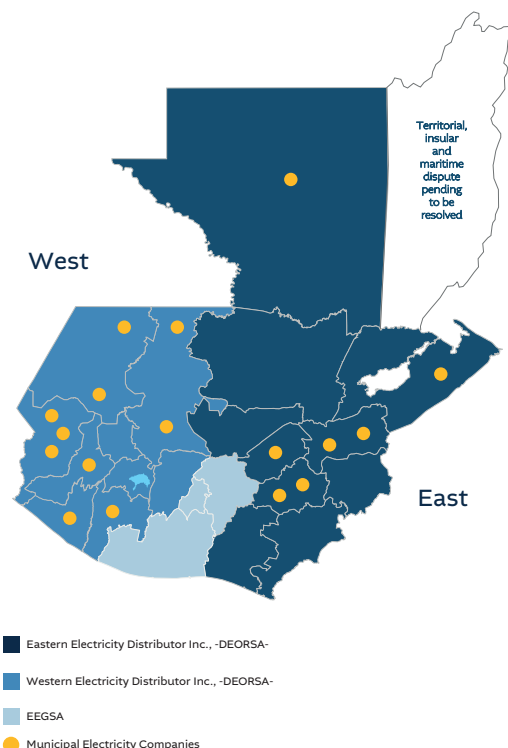 Territorial,
insular
and
maritime
dispute
pending
to be
resolved
West
East
Eastern Electricity Distributor Inc., -DEORSA-
Western Electricity Distributor Inc., -DEORSA-
EEGSA
Municipal Electricity Companies